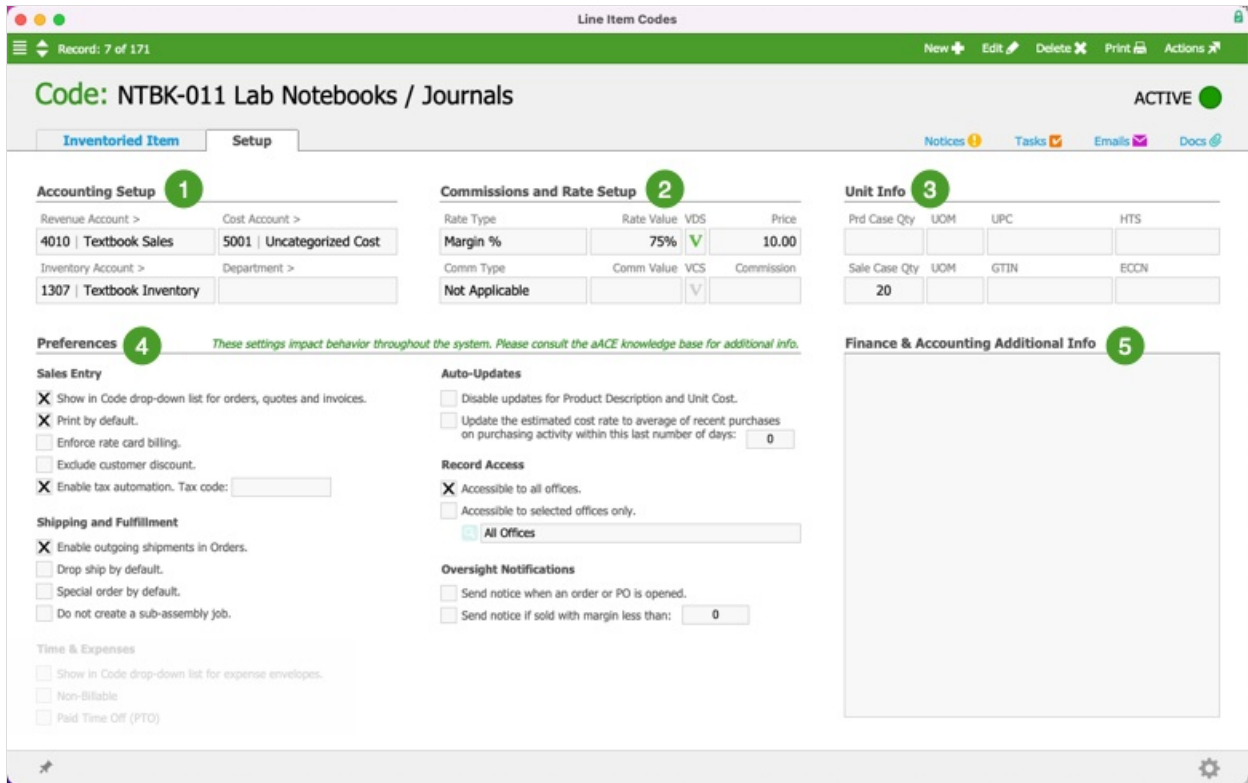 Line Item Codes
Record: 7 of 171
New Edit Delete Print Actions
Code: NTBK-011 Lab Notebooks / Journals
ACTIVE
Inventoried Item Setup
Notices Tasks Emails Docs
Accounting Setup 1
Revenue Account > Cost Account >
4010 | Textbook Sales 5001 | Uncategorized Cost
Inventory Account > Department >
1307 | Textbook Inventory
Commissions and Rate Setup 2
Rate Type Rate Value VDS Price
Margin % 75% V 10.00
Comm Type Comm Value VCS Commission
Not Applicable V
Unit Info 3
Prd Case Qty UOM UPC HTS
Sale Case Qty UOM GTIN ECCN
20
Preferences 4 These settings impact behavior throughout the system. Please consult the aACE knowledge base for additional info.
Sales Entry
X Show in Code drop-down list for orders, quotes and invoices.
X Print by default.
Enforce rate card billing.
Exclude customer discount.
X Enable tax automation. Tax code:
Shipping and Fulfillment
X Enable outgoing shipments in Orders.
Drop ship by default.
Special order by default.
Do not create a sub-assembly job.
Time & Expenses
Show in Code drop-down list for expense envelopes.
Non-Billable
Paid Time Off (PTO)
Auto-Updates
Disable updates for Product Description and Unit Cost.
Update the estimated cost rate to average of recent purchases
on purchasing activity within this last number of days: 0
Record Access
X Accessible to all offices.
Accessible to selected offices only.
All Offices
Oversight Notifications
Send notice when an order or PO is opened.
Send notice if sold with margin less than: 0
Finance & Accounting Additional Info 5